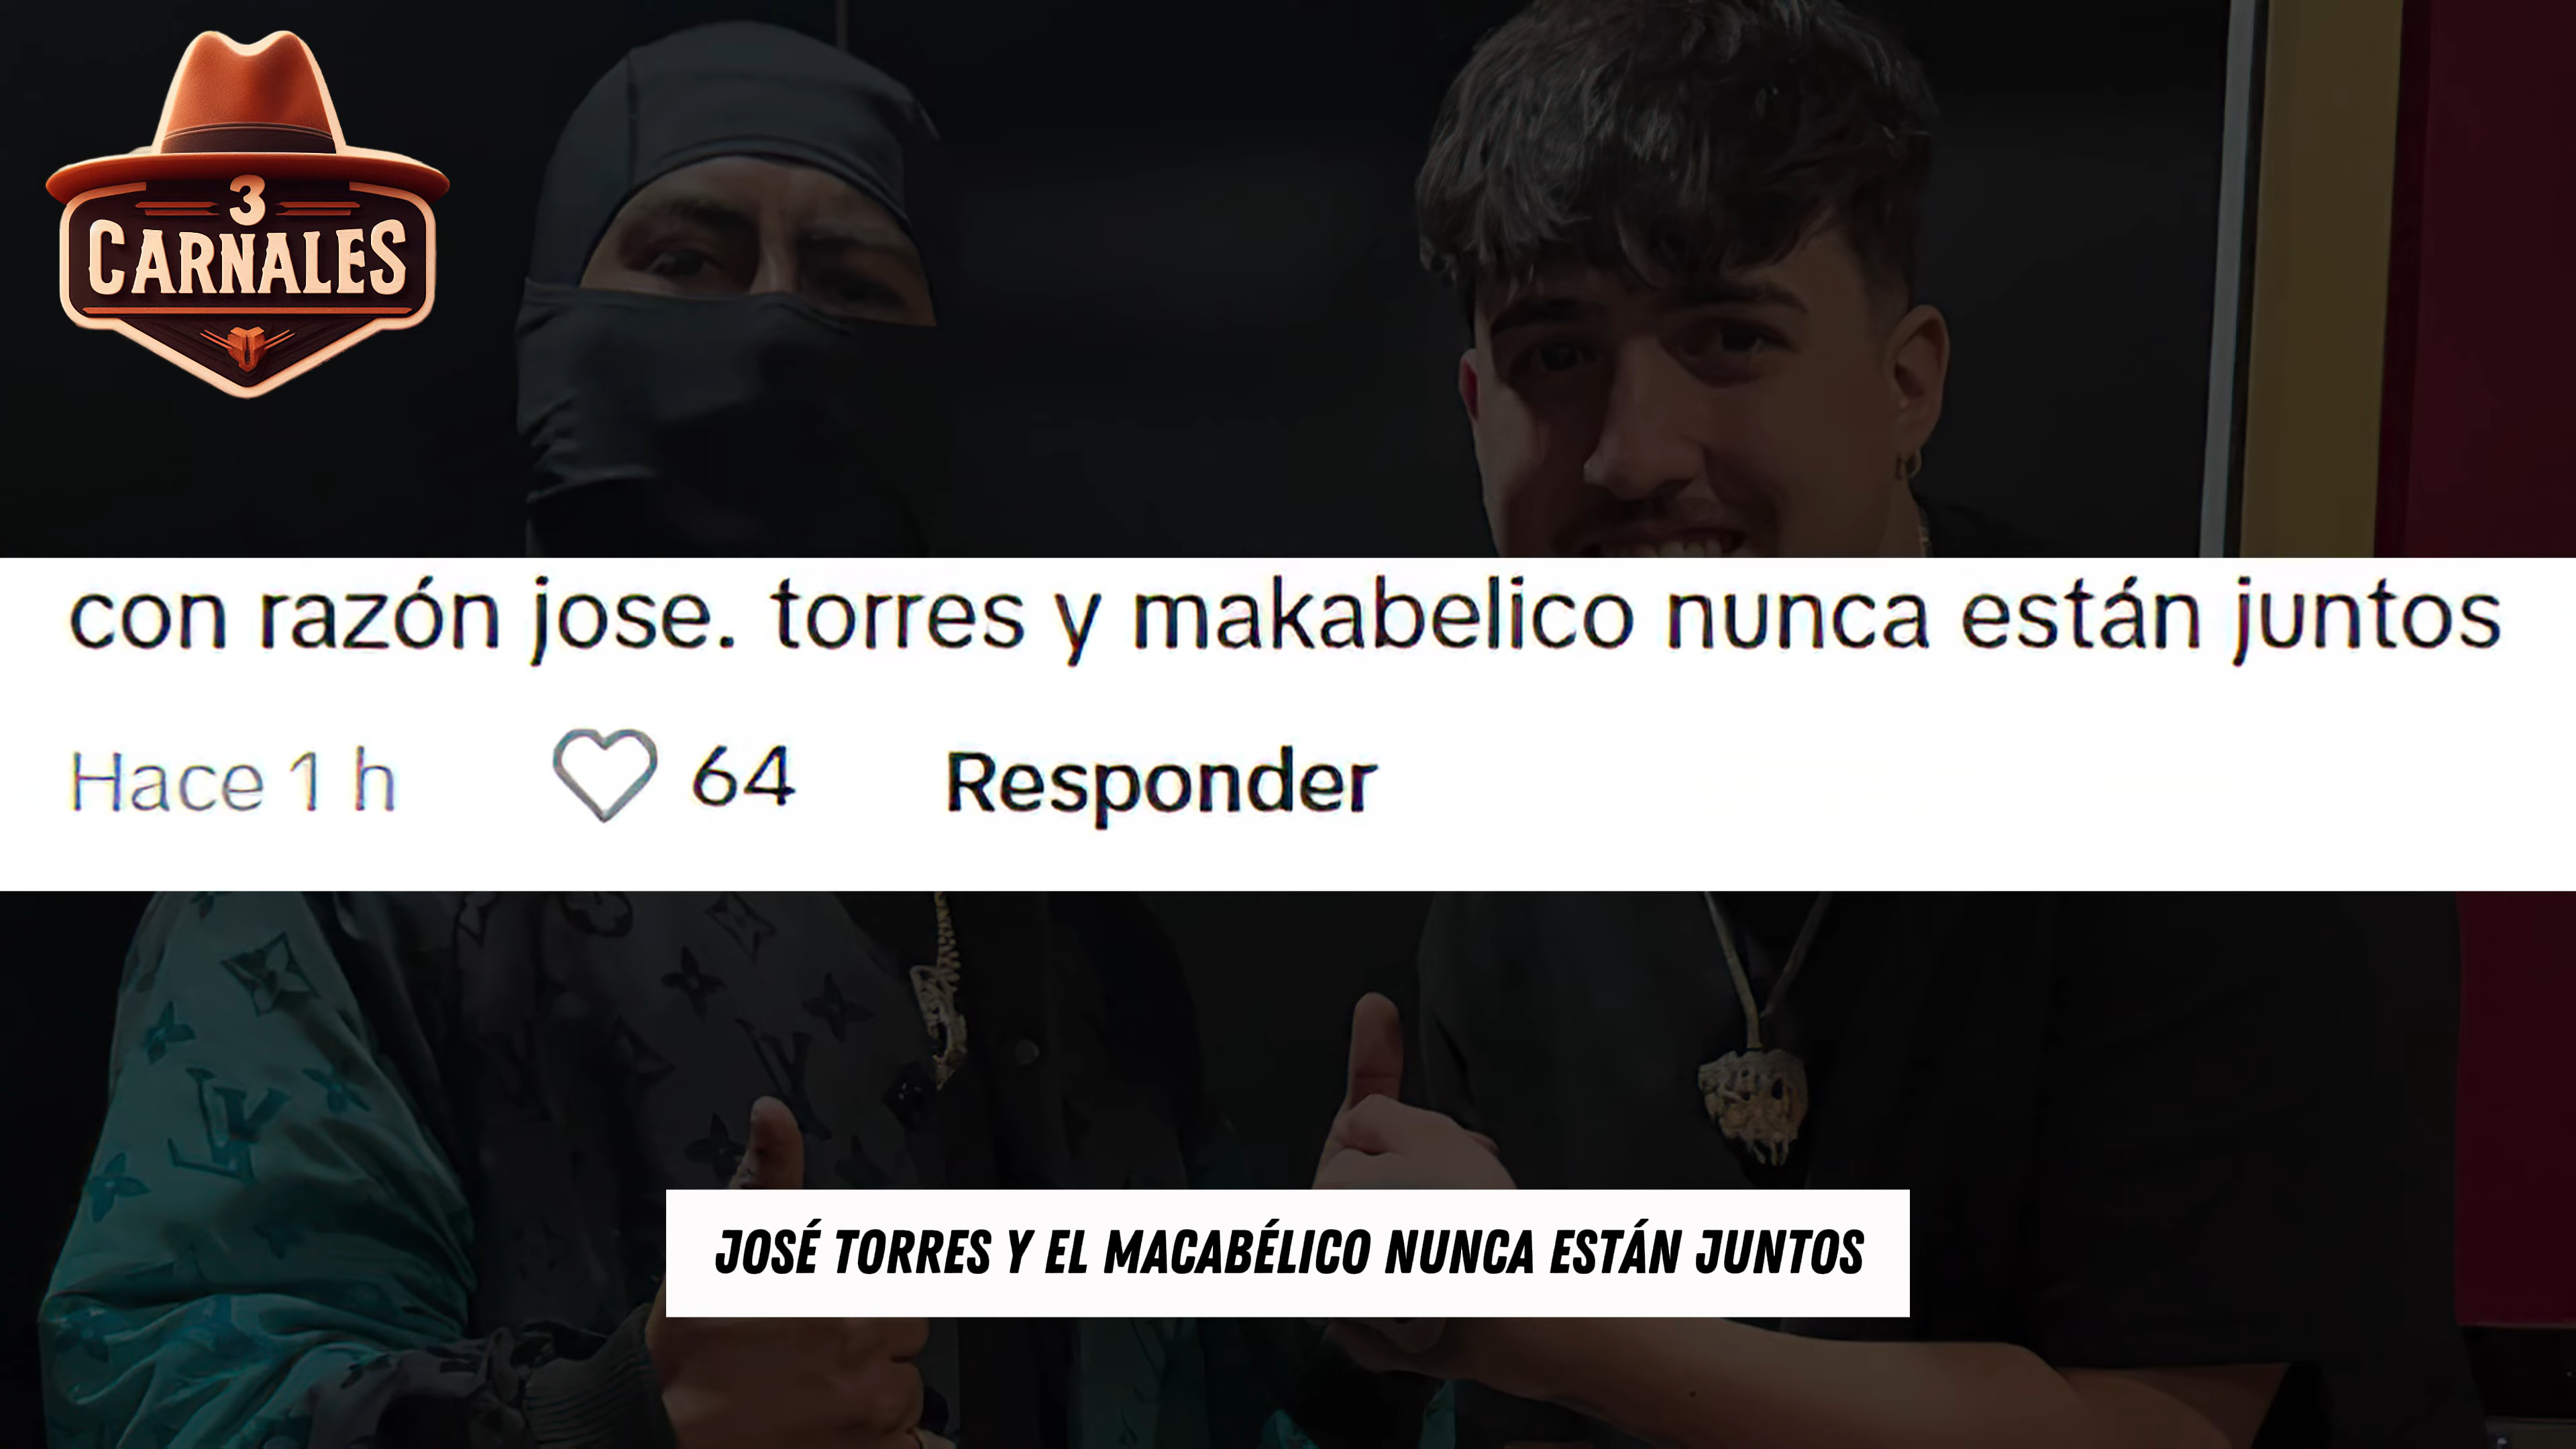 3
CARNALES
con razón jose. torres y makabelico nunca están juntos
Hace 1 h 64 Responder
JOSÉ TORRES Y EL MACABÉLICO NUNCA ESTÁN JUNTOS